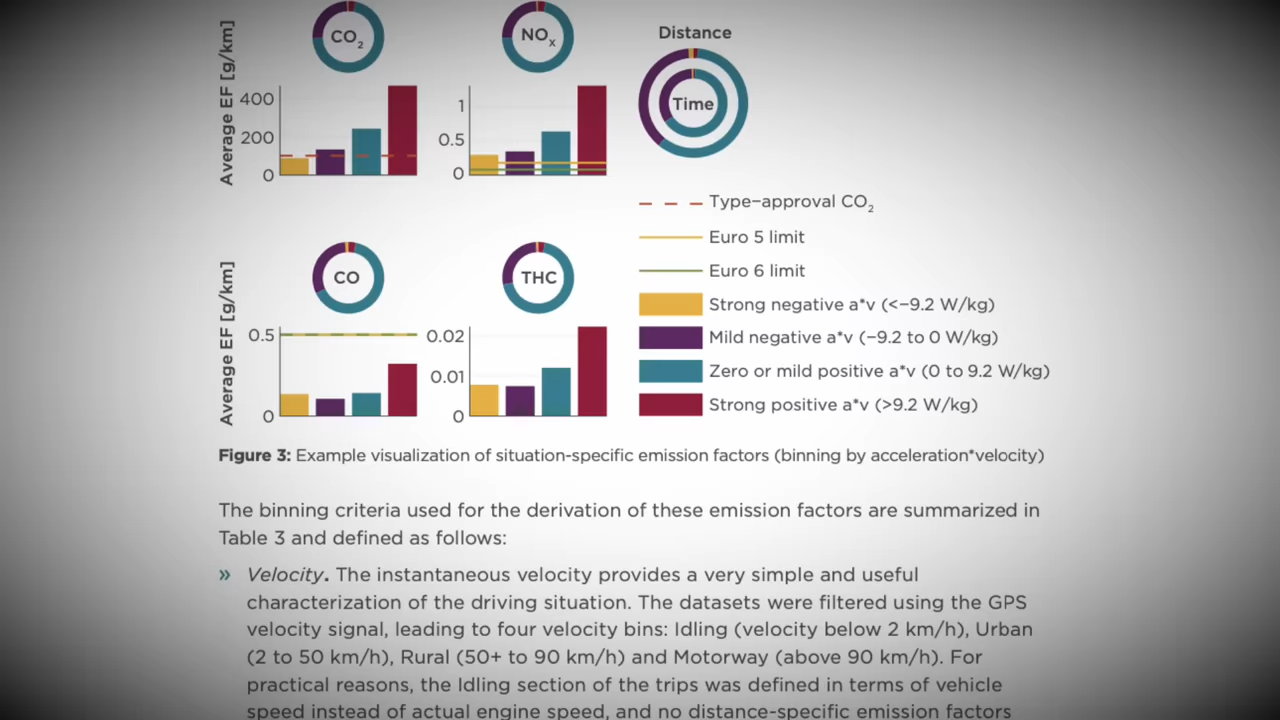 CO2
NOX
Distance
Time
Average EF [g/km]
400
200
0
1
0.5
0
Type−approval CO2
Euro 5 limit
Euro 6 limit
CO
THC
Average EF [g/km]
0.5
0
0.02
0.01
0
Strong negative a*v (<−9.2 W/kg)
Mild negative a*v (−9.2 to 0 W/kg)
Zero or mild positive a*v (0 to 9.2 W/kg)
Strong positive a*v (>9.2 W/kg)
Figure 3: Example visualization of situation-specific emission factors (binning by acceleration*velocity)
The binning criteria used for the derivation of these emission factors are summarized in
Table 3 and defined as follows:
» Velocity. The instantaneous velocity provides a very simple and useful
characterization of the driving situation. The datasets were filtered using the GPS
velocity signal, leading to four velocity bins: Idling (velocity below 2 km/h), Urban
(2 to 50 km/h), Rural (50+ to 90 km/h) and Motorway (above 90 km/h). For
practical reasons, the Idling section of the trips was defined in terms of vehicle
speed instead of actual engine speed, and no distance-specific emission factors